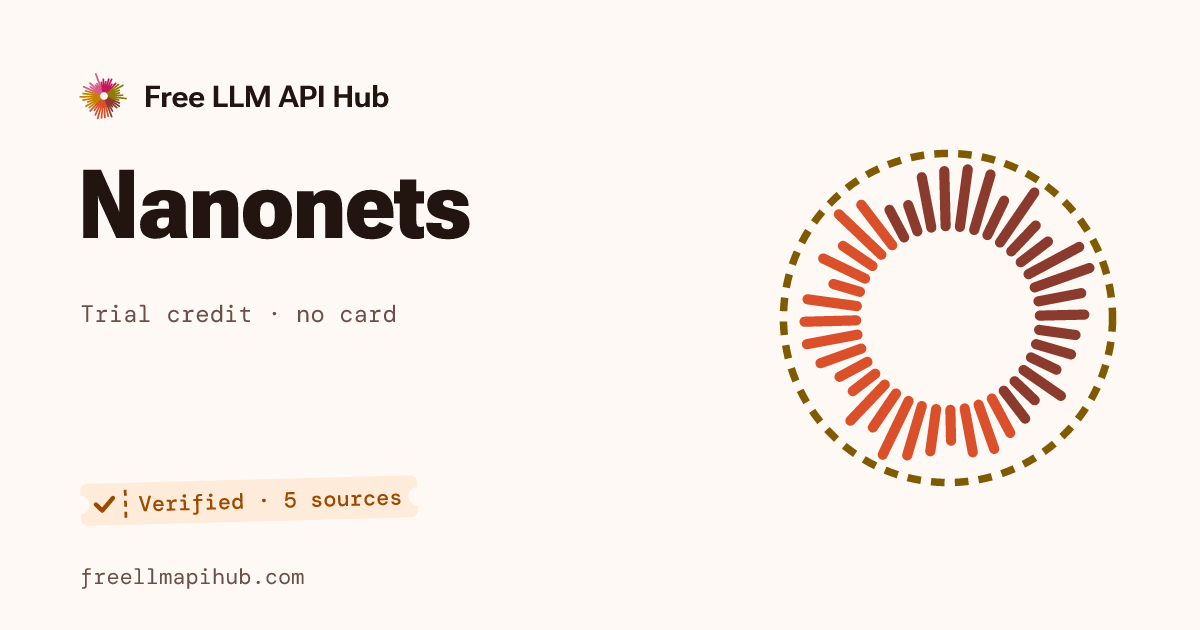 Free LLM API Hub
Nanonets
Trial credit · no card
Verified · 5 sources
freellmapihub.com